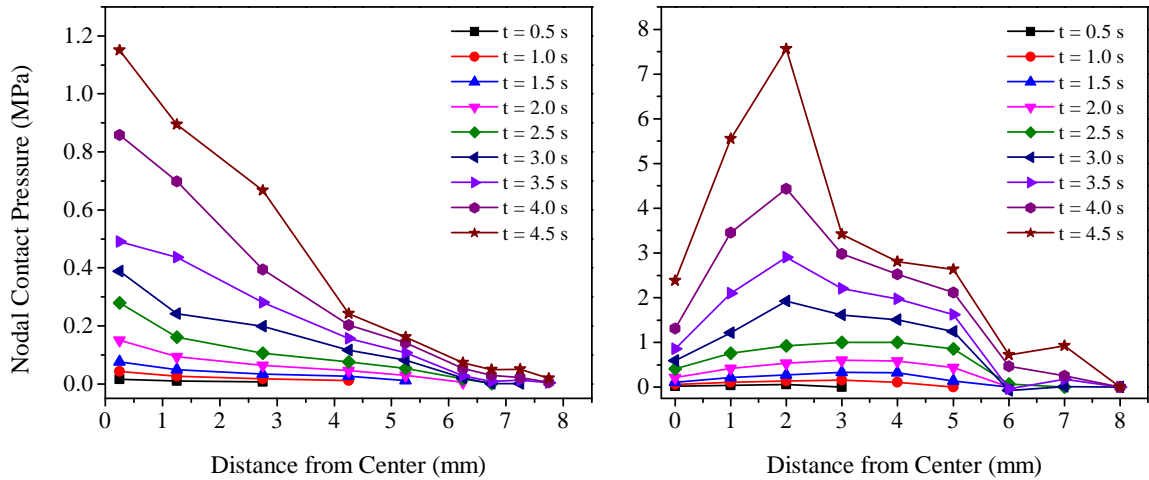 Nodal Contact Pressure (MPa)
1.2
1.0
0.8
0.6
0.4
0.2
0.0
0 1 2 3 4 5 6 7 8
Distance from Center (mm)
t = 0.5 s
t = 1.0 s
t = 1.5 s
t = 2.0 s
t = 2.5 s
t = 3.0 s
t = 3.5 s
t = 4.0 s
t = 4.5 s
8
7
6
5
4
3
2
1
0
0 1 2 3 4 5 6 7 8
Distance from Center (mm)
t = 0.5 s
t = 1.0 s
t = 1.5 s
t = 2.0 s
t = 2.5 s
t = 3.0 s
t = 3.5 s
t = 4.0 s
t = 4.5 s